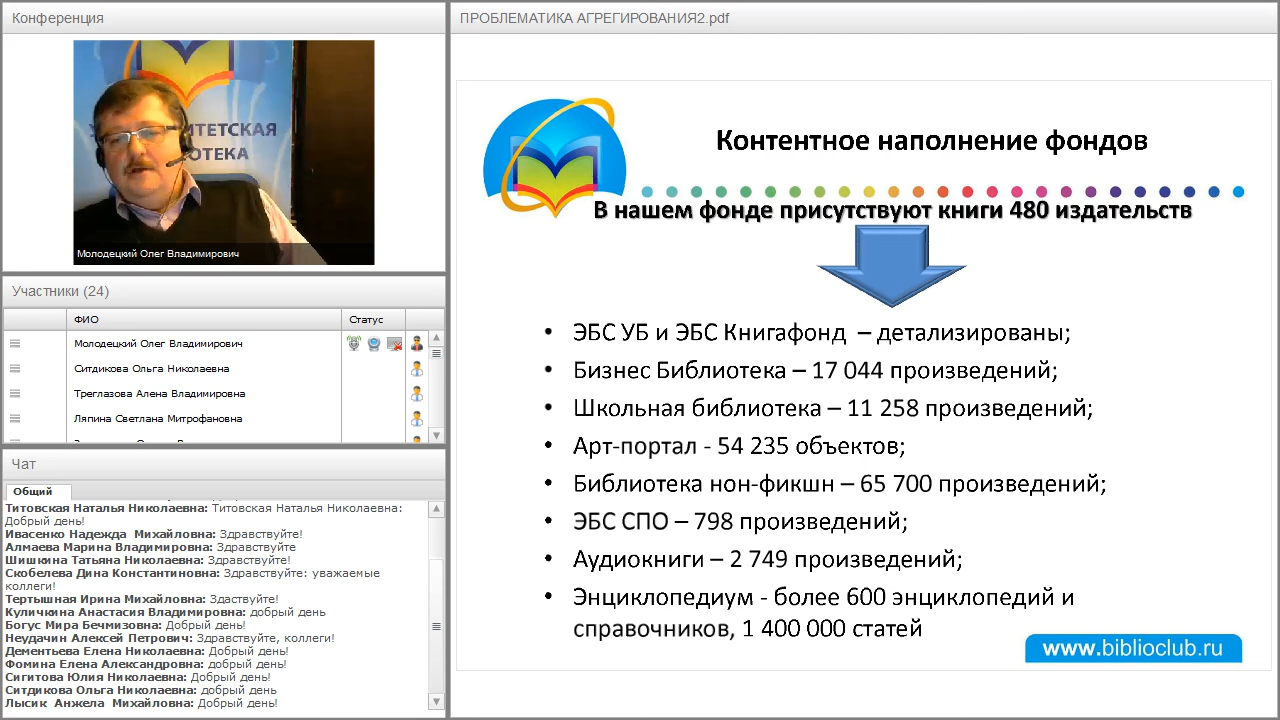 Конференция
ИТЕТСКАЯ
ОТЕКА
Молодецкий Олег Владимирович
Участники (24)
ФИО
Статус
Молодецкий Олег Владимирович
Ситдикова Ольга Николаевна
Треглазова Алена Владимировна
Ляпина Светлана Митрофановна
Чат
Общий
Титовская Наталья Николаевна: Титовская Наталья Николаевна:
Добрый день!
Ивасенко Надежда Михайловна: Здравствуйте!
Алмаева Марина Владимировна: Здравствуйте
Шишкина Татьяна Николаевна: Здравствуйте!
Скобелева Дина Константиновна: Здравствуйте: уважаемые
коллеги!
Тертышная Ирина Михайловна: Здаствуйте!
Куличкина Анастасия Владимировна: добрый день
Богус Мира Бечмизовна: Добрый день!
Неудачин Алексей Петрович: Здравствуйте, коллеги!
Дементьева Елена Николаевна: Добрый день!
Фомина Елена Александровна: добрый день!
Сигитова Юлия Николаевна: Добрый день!
Ситдикова Ольга Николаевна: добрый день
Лысик Анжела Михайловна: Добрый день!
ПРОБЛЕМАТИКА АГРЕГИРОВАНИЯ2.pdf
Контентное наполнение фондов
В нашем фонде присутствуют книги 480 издательств
• ЭБС УБ и ЭБС Книгафонд – детализированы;
• Бизнес Библиотека – 17 044 произведений;
• Школьная библиотека – 11 258 произведений;
• Арт-портал - 54 235 объектов;
• Библиотека нон-фикшн – 65 700 произведений;
• ЭБС СПО – 798 произведений;
• Аудиокниги – 2 749 произведений;
• Энциклопедиум - более 600 энциклопедий и
справочников, 1 400 000 статей
www.biblioclub.ru